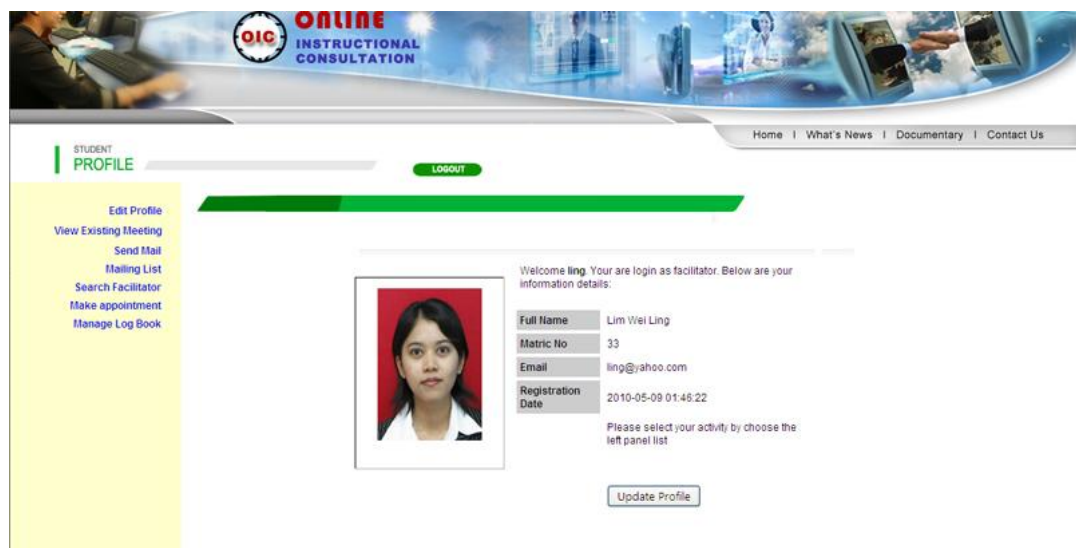 OIC
ONLINE
INSTRUCTIONAL
CONSULTATION
Home I What's News I Documentary I Contact Us
STUDENT
PROFILE
LOGOUT
Edit Profile
View Existing Meeting
Send Mail
Mailing List
Search Facilitator
Make appointment
Manage Log Book
Welcome ling. Your are login as facilitator. Below are your
information details:
Full Name Lim Wei Ling
Matric No 33
Email ling@yahoo.com
Registration
Date 2010-05-09 01:46:22
Please select your activity by choose the
left panel list
Update Profile